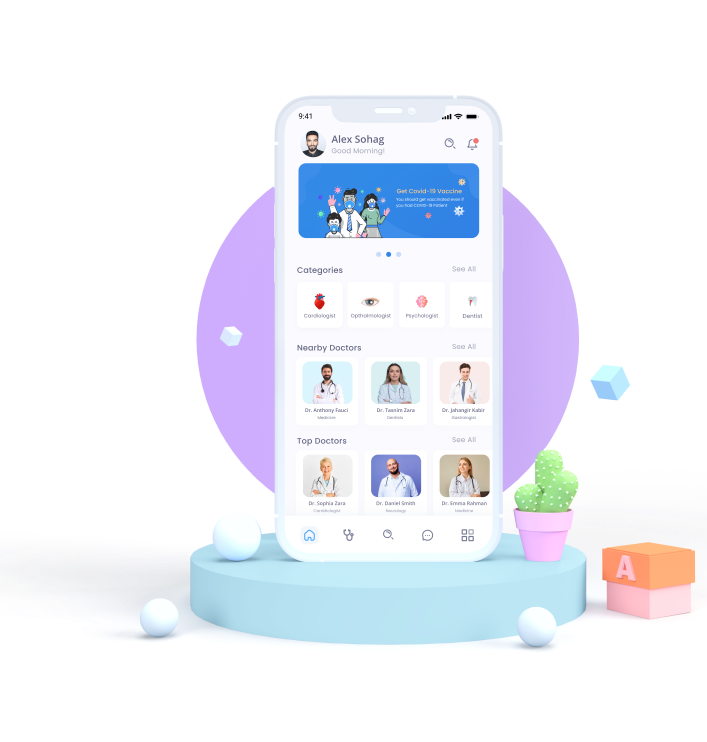 9:41
Alex Sohag
Good Morning!
Get Covid-19 Vaccine
You should get vaccinated even if
you had COVID-19 Patient
Categories See All
Cardiologist Opthalmologist Psychologist Dentist
Nearby Doctors See All
Dr. Anthony Fauci Dr. Tasnim Zara Dr. Jahangir Kabir
Medicine Dentists
Top Doctors See All
Dr. Sophia Zara Dr. Daniel Smith Dr. Emma Rahman
Cardiologist Neurology Medicine
A